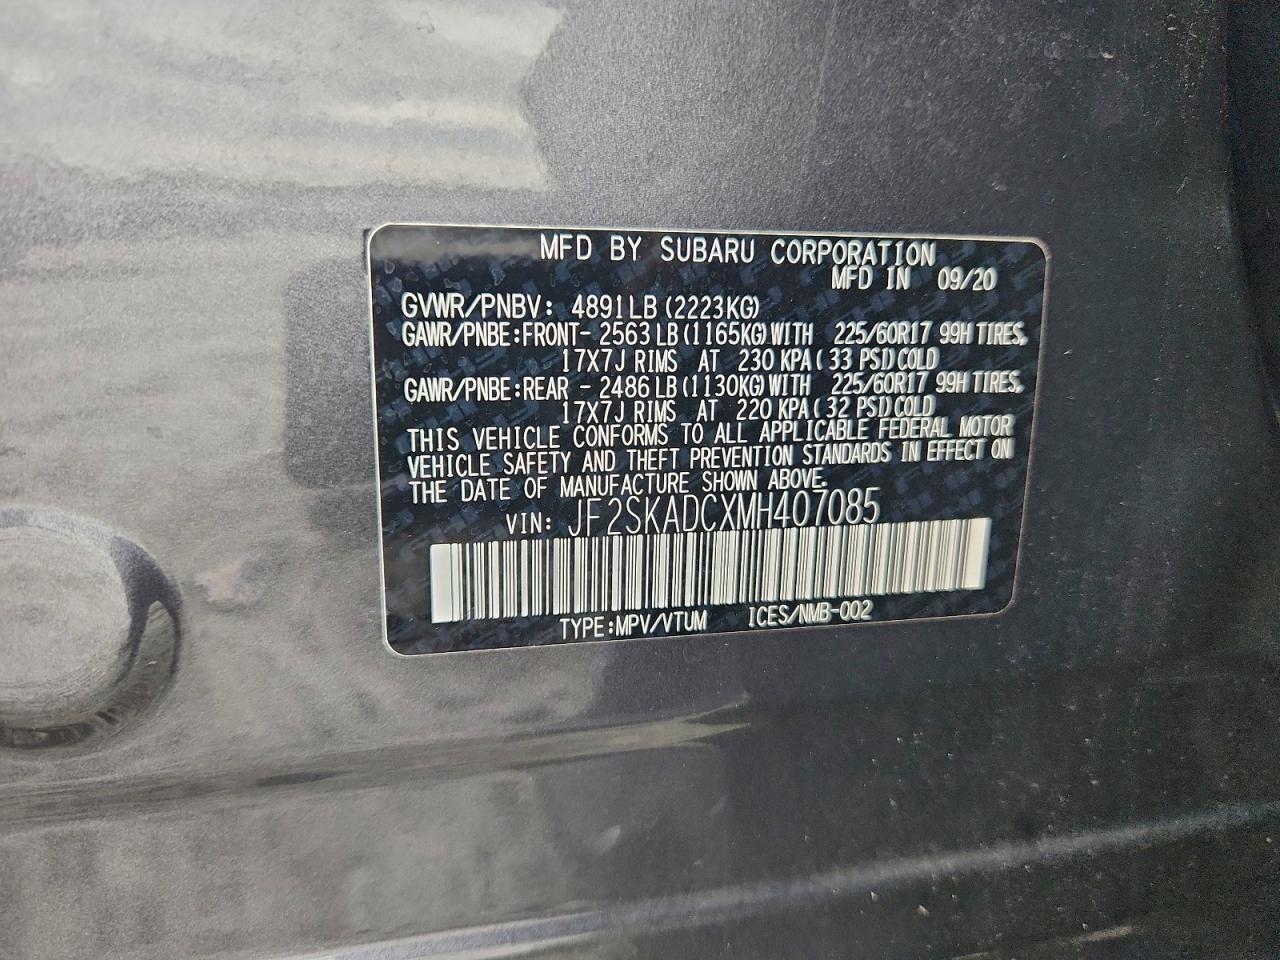 MFD BY SUBARU CORPORATION
MFD IN 09/20
GVWR/PNBV: 4891LB (2223KG)
GAWR/PNBE:FRONT- 2563 LB (1165KG) WITH 225/60R17 99H TIRES,
17X7J RIMS AT 230 KPA ( 33 PSI) COLD
GAWR/PNBE:REAR - 2486 LB (1130KG) WITH 225/60R17 99H TIRES,
17X7J RIMS AT 220 KPA ( 32 PSI) COLD
THIS VEHICLE CONFORMS TO ALL APPLICABLE FEDERAL MOTOR
VEHICLE SAFETY AND THEFT PREVENTION STANDARDS IN EFFECT ON
THE DATE OF MANUFACTURE SHOWN ABOVE.
VIN: JF2SKADCXMH407085
TYPE:MPV/VTUM ICES/NMB-002